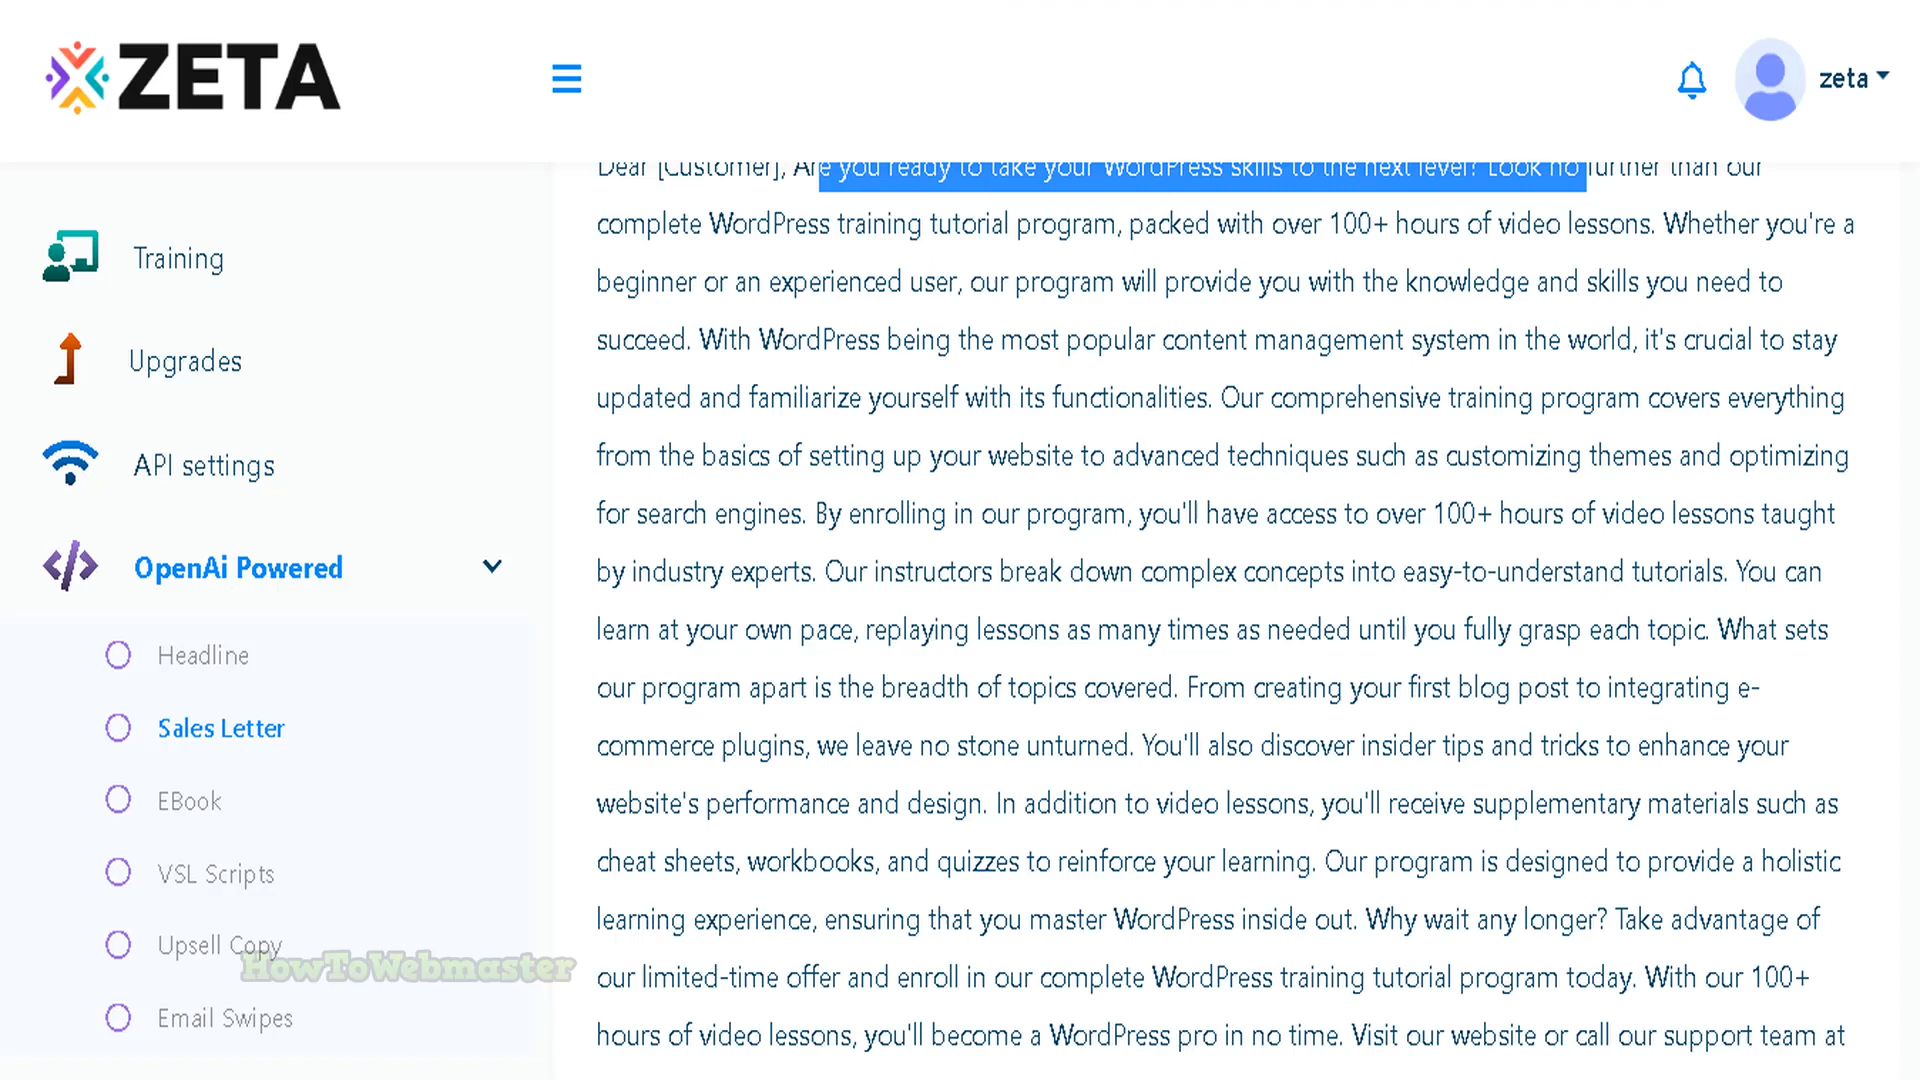 ZETA
zeta
Training
Upgrades
API settings
OpenAi Powered
Headline
Sales Letter
EBook
VSL Scripts
Upsell Copy
Email Swipes
HowToWebmaster
Dear [Customer], Are you ready to take your WordPress skills to the next level? Look no further than our
complete WordPress training tutorial program, packed with over 100+ hours of video lessons. Whether you're a
beginner or an experienced user, our program will provide you with the knowledge and skills you need to
succeed. With WordPress being the most popular content management system in the world, it's crucial to stay
updated and familiarize yourself with its functionalities. Our comprehensive training program covers everything
from the basics of setting up your website to advanced techniques such as customizing themes and optimizing
for search engines. By enrolling in our program, you'll have access to over 100+ hours of video lessons taught
by industry experts. Our instructors break down complex concepts into easy-to-understand tutorials. You can
learn at your own pace, replaying lessons as many times as needed until you fully grasp each topic. What sets
our program apart is the breadth of topics covered. From creating your first blog post to integrating e-
commerce plugins, we leave no stone unturned. You'll also discover insider tips and tricks to enhance your
website's performance and design. In addition to video lessons, you'll receive supplementary materials such as
cheat sheets, workbooks, and quizzes to reinforce your learning. Our program is designed to provide a holistic
learning experience, ensuring that you master WordPress inside out. Why wait any longer? Take advantage of
our limited-time offer and enroll in our complete WordPress training tutorial program today. With our 100+
hours of video lessons, you'll become a WordPress pro in no time. Visit our website or call our support team at